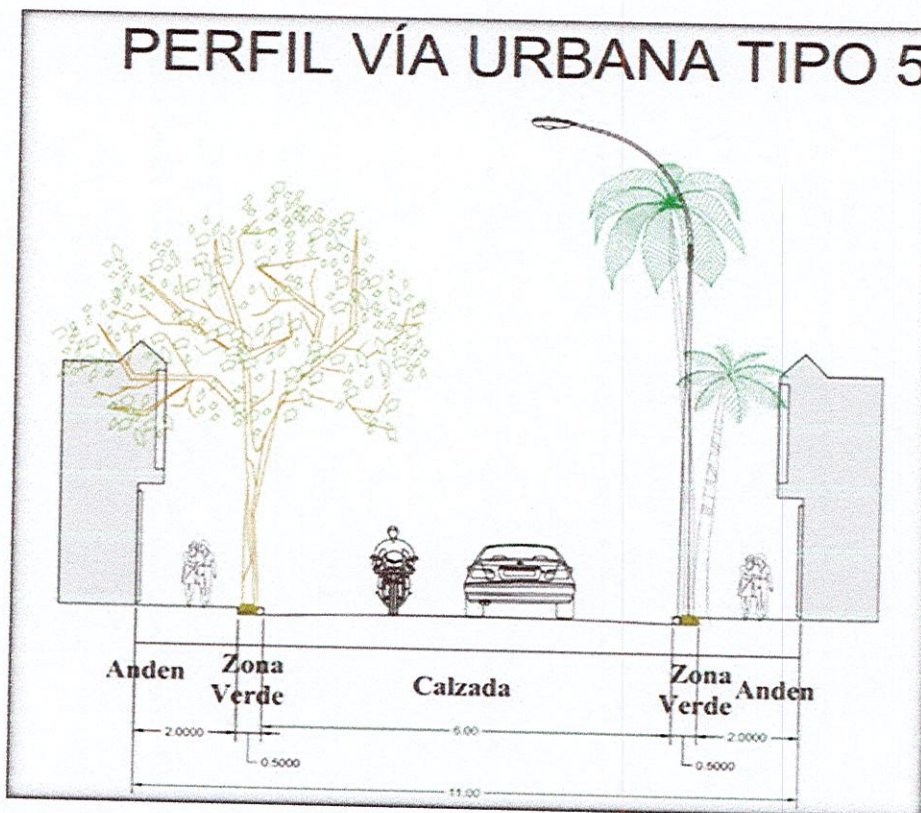 PERFIL VÍA URBANA TIPO 5
Anden Zona Verde Calzada Zona Verde Anden
2.0000 6.00 2.0000
0.5000 0.5000
11.00